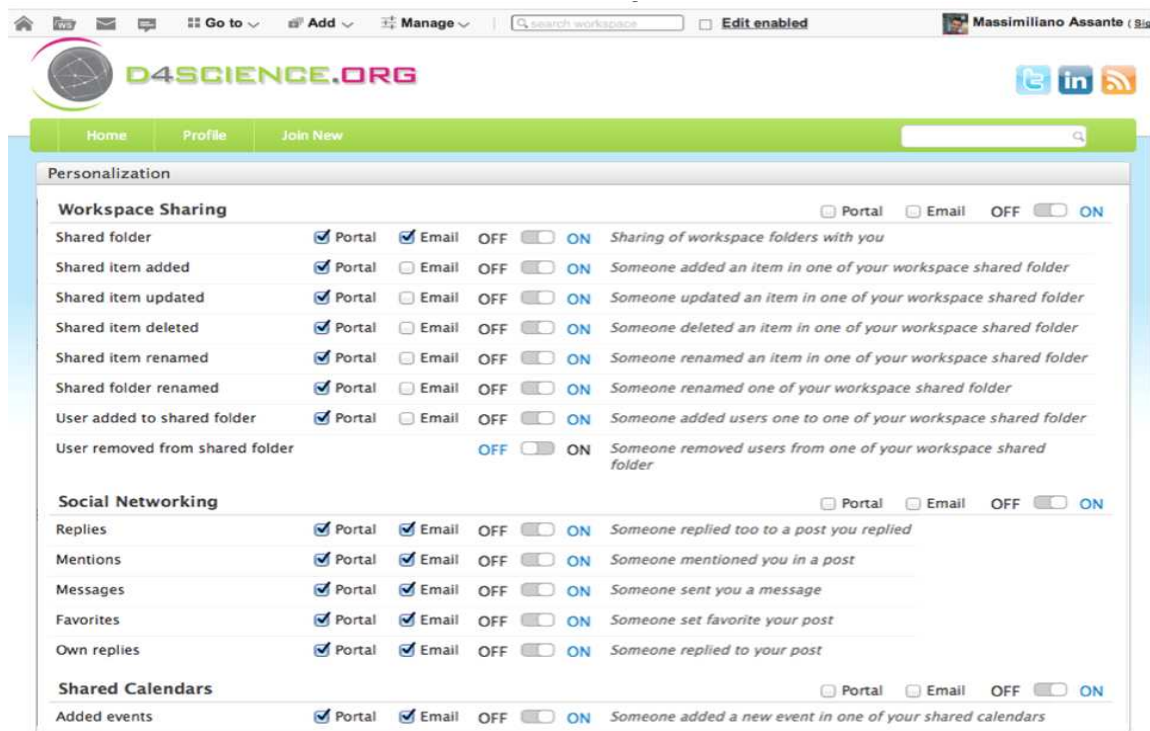 WS Go to Add Manage search workspace Edit enabled Massimiliano Assante ( Sig
D4SCIENCE.ORG
in
Home Profile Join New
Personalization
Workspace Sharing Portal Email OFF ON
Shared folder Portal Email OFF ON Sharing of workspace folders with you
Shared item added Portal Email OFF ON Someone added an item in one of your workspace shared folder
Shared item updated Portal Email OFF ON Someone updated an item in one of your workspace shared folder
Shared item deleted Portal Email OFF ON Someone deleted an item in one of your workspace shared folder
Shared item renamed Portal Email OFF ON Someone renamed an item in one of your workspace shared folder
Shared folder renamed Portal Email OFF ON Someone renamed one of your workspace shared folder
User added to shared folder Portal Email OFF ON Someone added users one to one of your workspace shared folder
User removed from shared folder OFF ON Someone removed users from one of your workspace shared
folder
Social Networking Portal Email OFF ON
Replies Portal Email OFF ON Someone replied too to a post you replied
Mentions Portal Email OFF ON Someone mentioned you in a post
Messages Portal Email OFF ON Someone sent you a message
Favorites Portal Email OFF ON Someone set favorite your post
Own replies Portal Email OFF ON Someone replied to your post
Shared Calendars Portal Email OFF ON
Added events Portal Email OFF ON Someone added a new event in one of your shared calendars